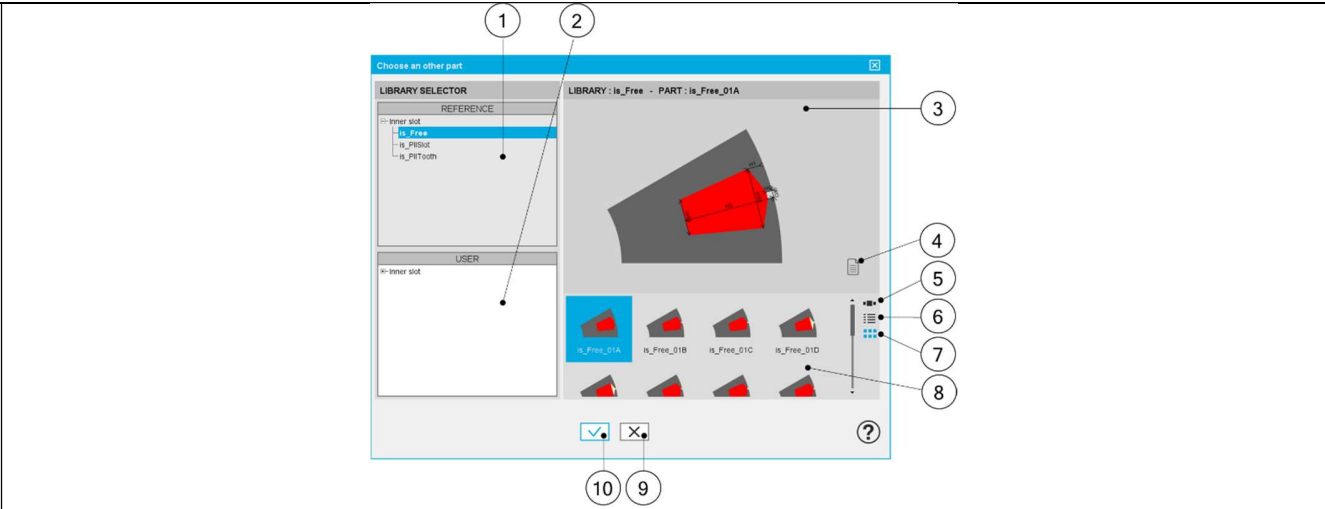 1
2
Choose an other part
LIBRARY SELECTOR
LIBRARY : is_Free - PART : is_Free_01A
REFERENCE
Inner slot
is_Free
is_PllSlot
is_PllTooth
3
USER
Inner slot
4
5
6
7
is_Free_01A
is_Free_01B
is_Free_01C
is_Free_01D
8
?
10
9